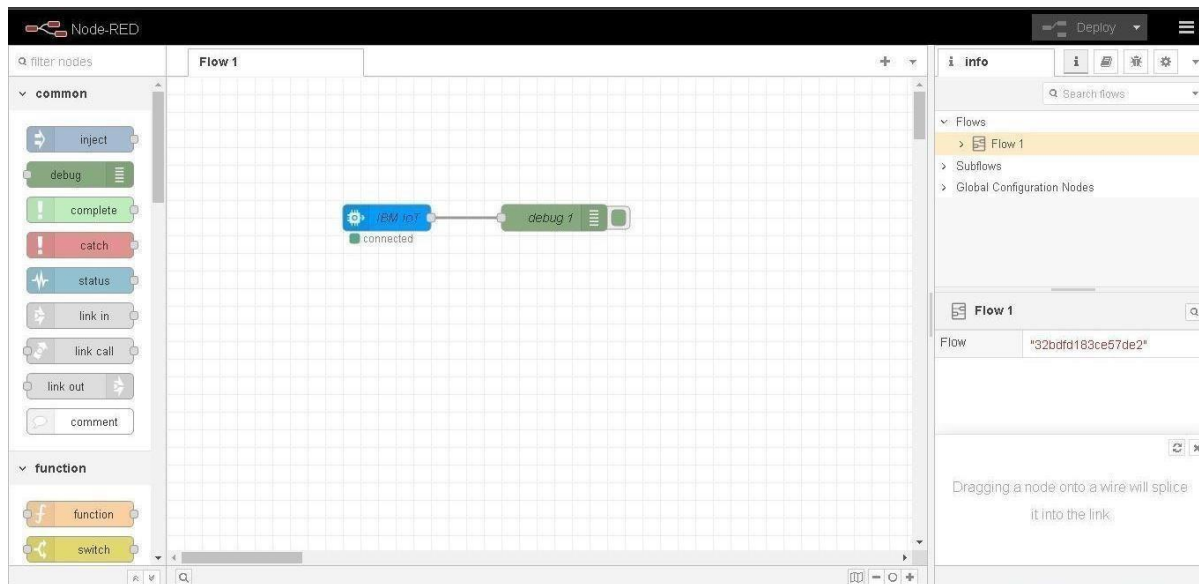 Node-RED
Deploy
filter nodes
Flow 1
info
Search flows
common
inject
debug
complete
catch
status
link in
link call
link out
comment
function
function
switch
IBM IoT
connected
debug 1
Flows
Flow 1
Subflows
Global Configuration Nodes
Flow 1
Flow "32bdfd183ce57de2"
Dragging a node onto a wire will splice
it into the link